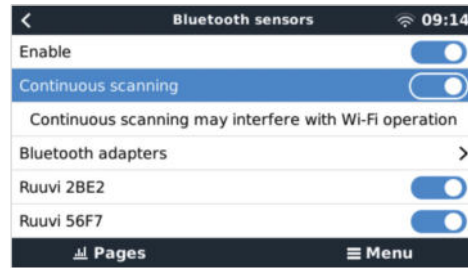 Bluetooth sensors 09:14
Enable
Continuous scanning
Continuous scanning may interfere with Wi-Fi operation
Bluetooth adapters
Ruuvi 2BE2
Ruuvi 56F7
Pages Menu